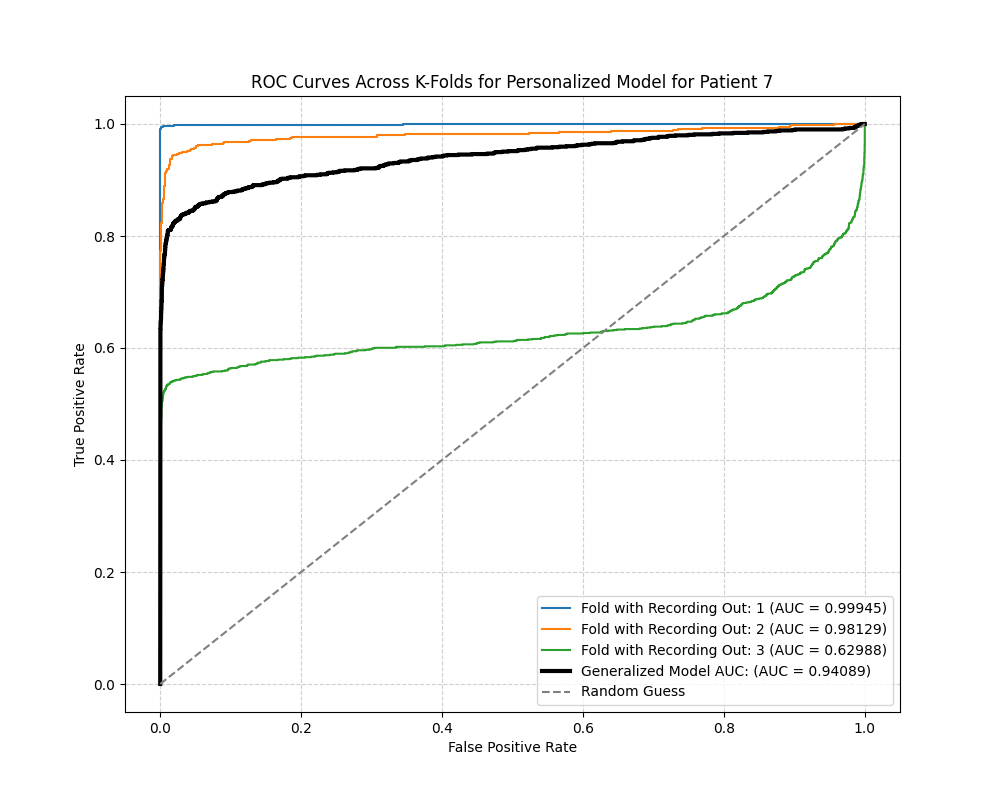 ROC Curves Across K-Folds for Personalized Model for Patient 7
True Positive Rate
1.0
0.8
0.6
0.4
0.2
0.0
0.0 0.2 0.4 0.6 0.8 1.0
False Positive Rate
Fold with Recording Out: 1 (AUC = 0.99945)
Fold with Recording Out: 2 (AUC = 0.98129)
Fold with Recording Out: 3 (AUC = 0.62988)
Generalized Model AUC: (AUC = 0.94089)
Random Guess